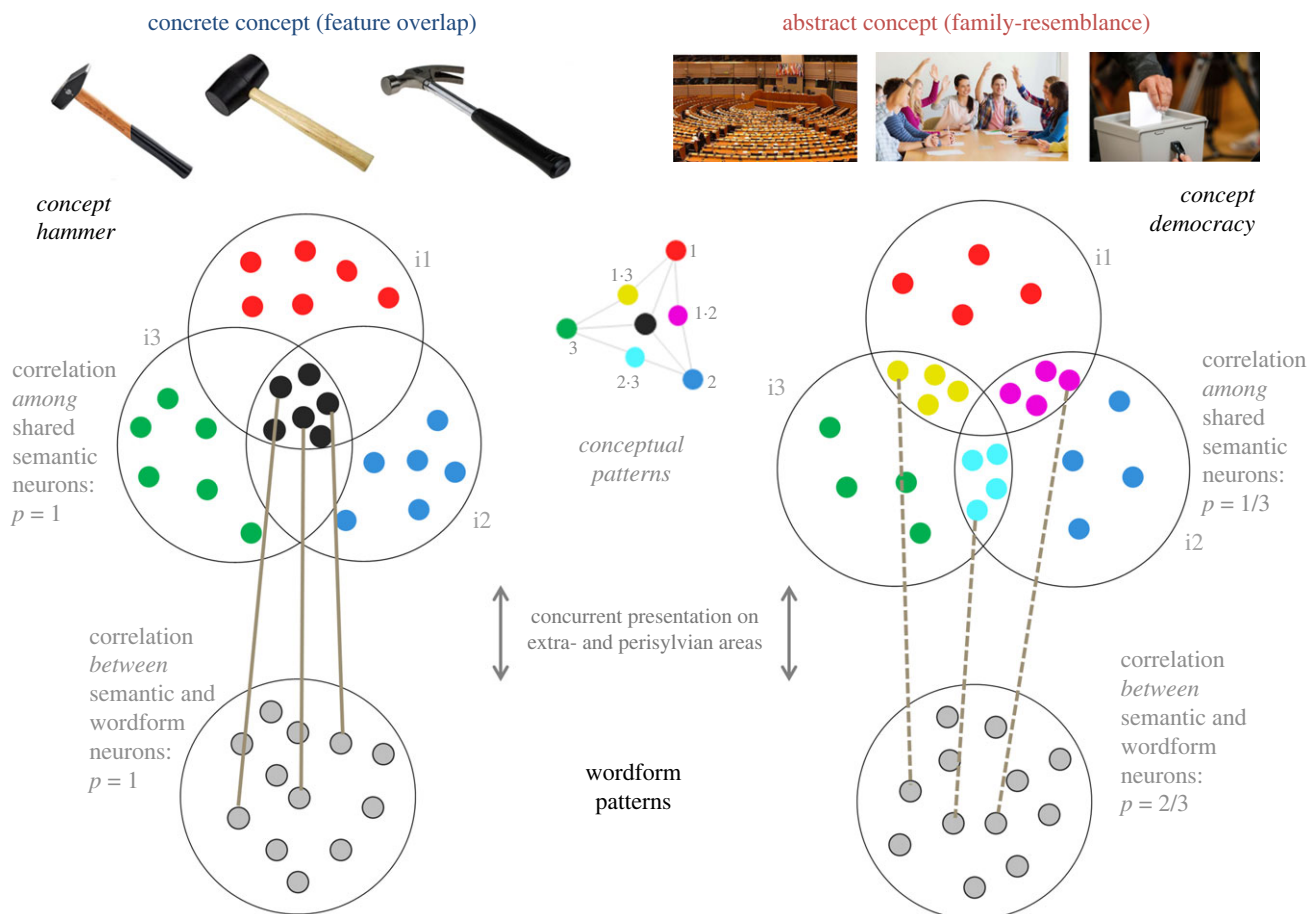 concrete concept (feature overlap)
abstract concept (family-resemblance)
concept
hammer
concept
democracy
i1
i3
i2
correlation
among
shared
semantic
neurons:
p = 1
1
1·3
1·2
3
2·3
2
conceptual
patterns
i1
i3
i2
correlation
among
shared
semantic
neurons:
p = 1/3
concurrent presentation on
extra- and perisylvian areas
correlation
between
semantic and
wordform
neurons:
p = 1
wordform
patterns
correlation
between
semantic and
wordform
neurons:
p = 2/3